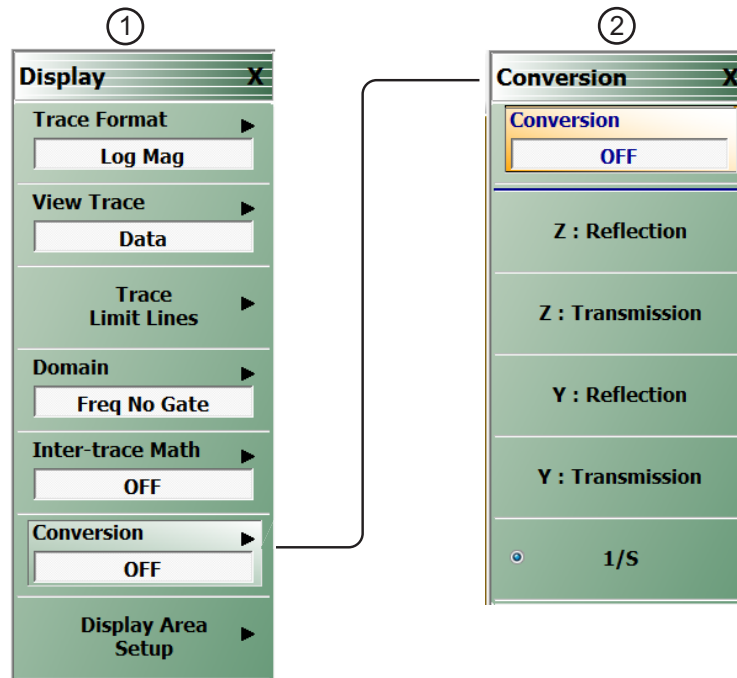 1
Display X
Trace Format
Log Mag
View Trace
Data
Trace
Limit Lines
Domain
Freq No Gate
Inter-trace Math
OFF
Conversion
OFF
Display Area
Setup
2
Conversion X
Conversion
OFF
Z : Reflection
Z : Transmission
Y : Reflection
Y : Transmission
1/S